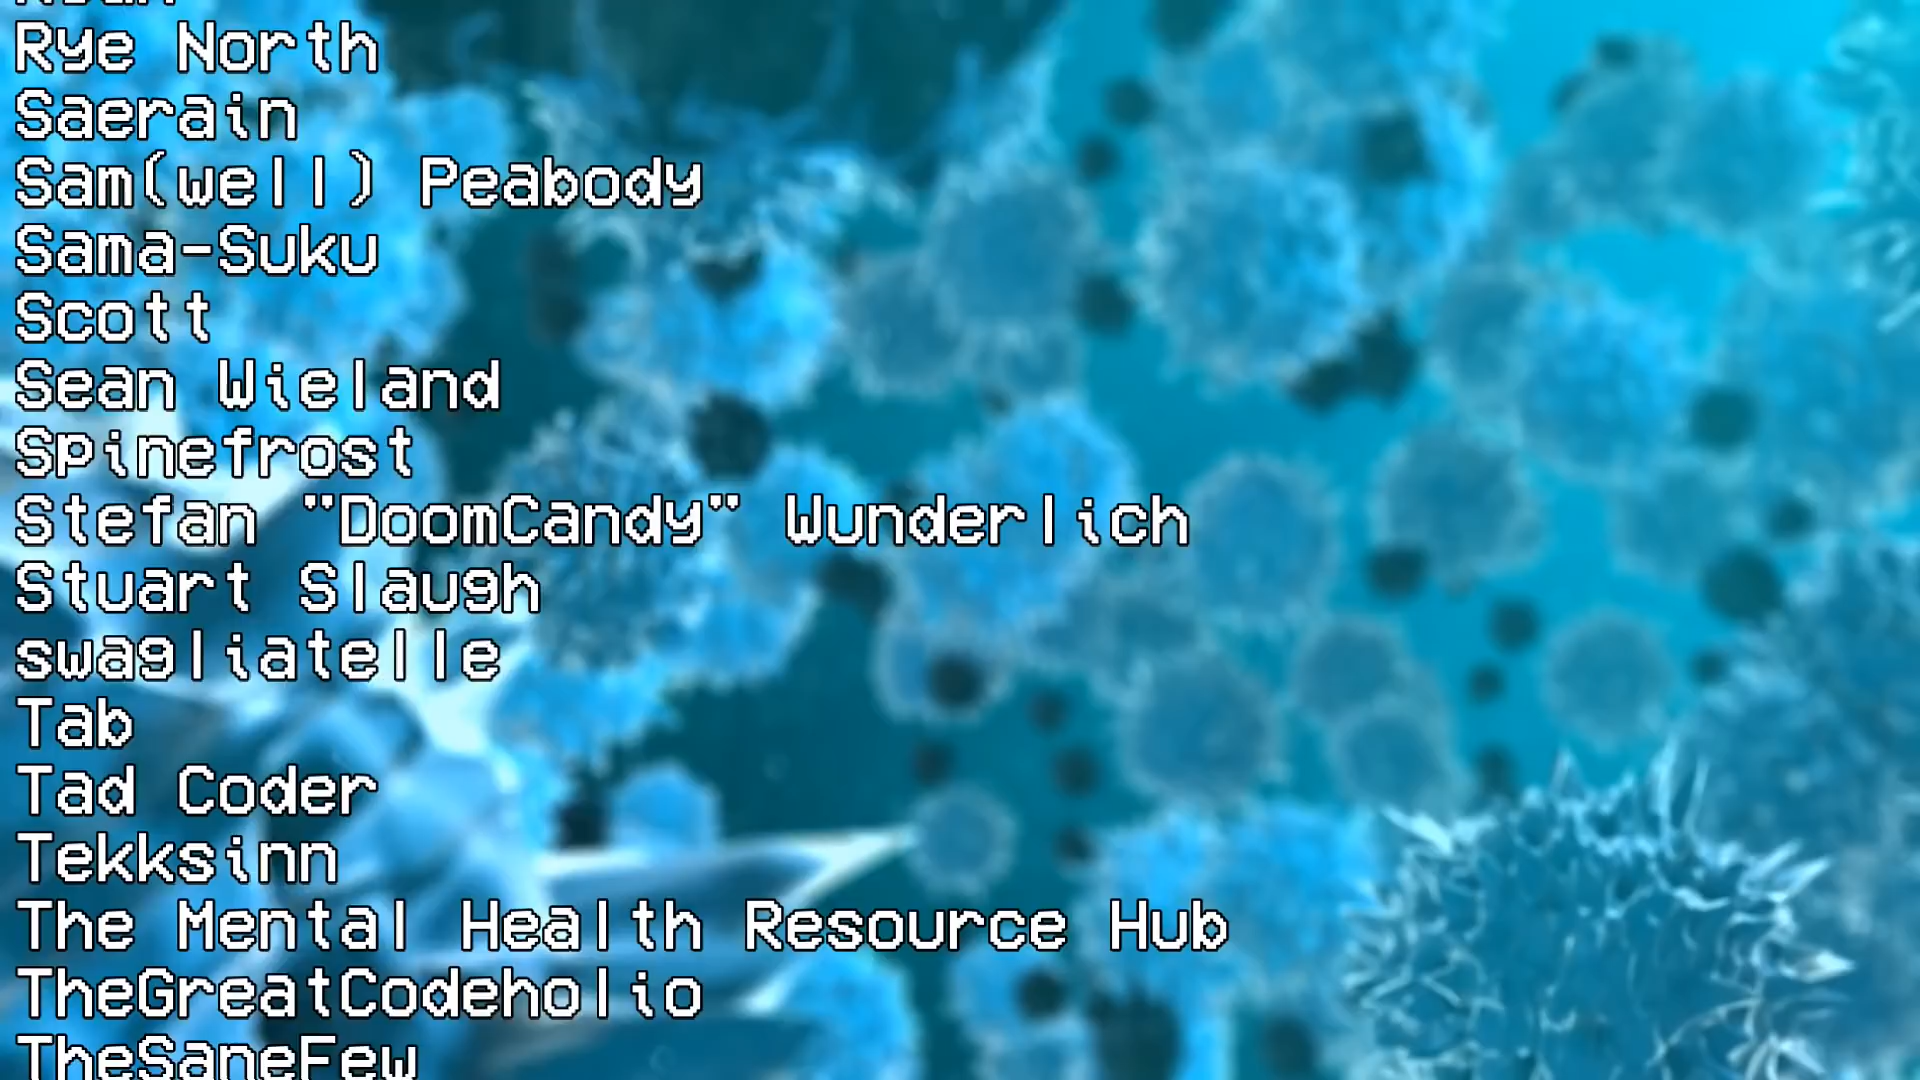 Rye North
Saerain
Sam(well) Peabody
Sama-Suku
Scott
Sean Wieland
Spinefrost
Stefan "DoomCandy" Wunderlich
Stuart Slaugh
swagliatelle
Tab
Tad Coder
Tekksinn
The Mental Health Resource Hub
TheGreatCodeholio
TheSaneFew